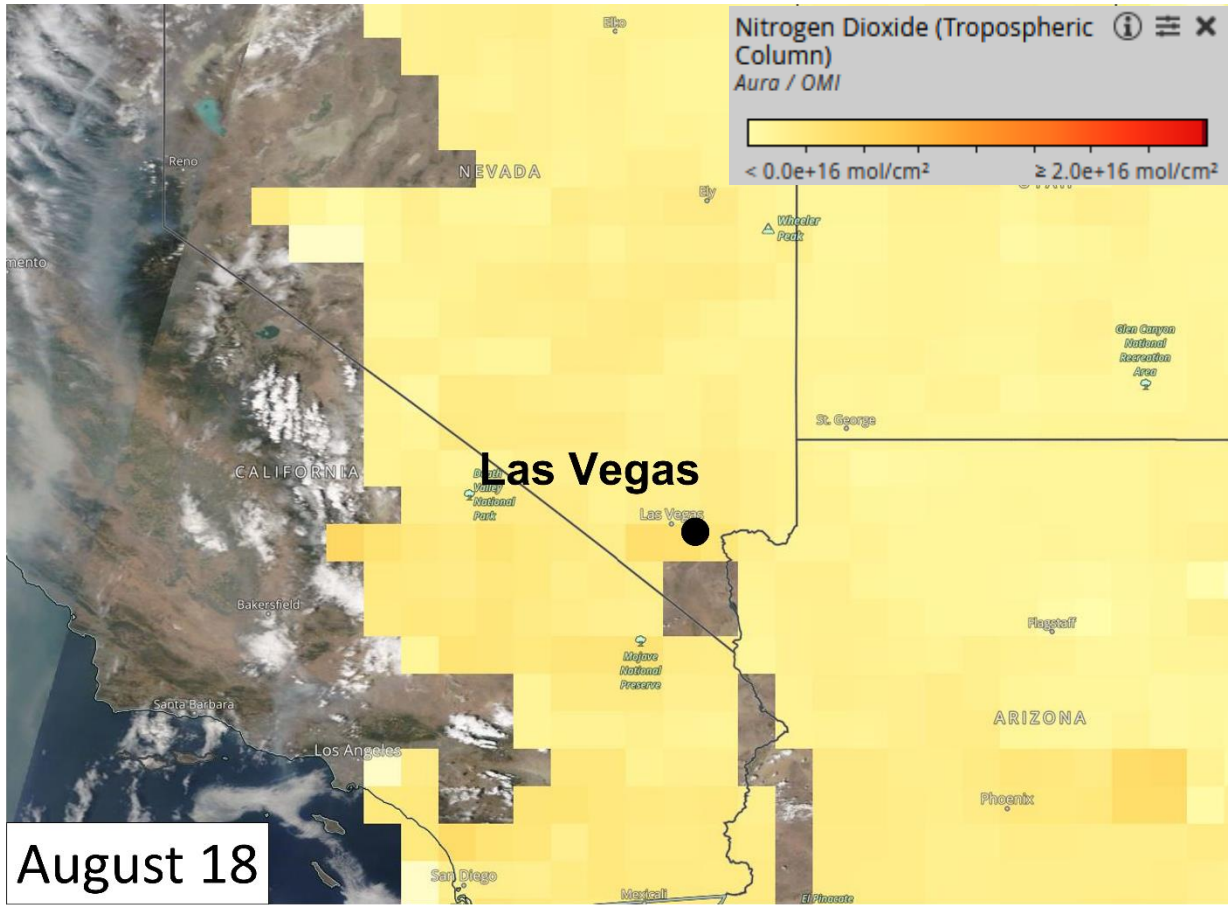 Elko
Nitrogen Dioxide (Tropospheric
Column)
Aura / OMI
< 0.0e+16 mol/cm²
≥ 2.0e+16 mol/cm²
Reno
NEVADA
UTAH
Ely
Wheeler
Peak
mento
Glen Canyon
National
Recreation
Area
St. George
CALIFORNIA
Las Vegas
Death
Valley
National
Park
Las Vegas
Bakersfield
Flagstaff
Mojave
National
Preserve
Santa Barbara
ARIZONA
Los Angeles
Phoenix
August 18
San Diego
Mexicali
El Pinacate